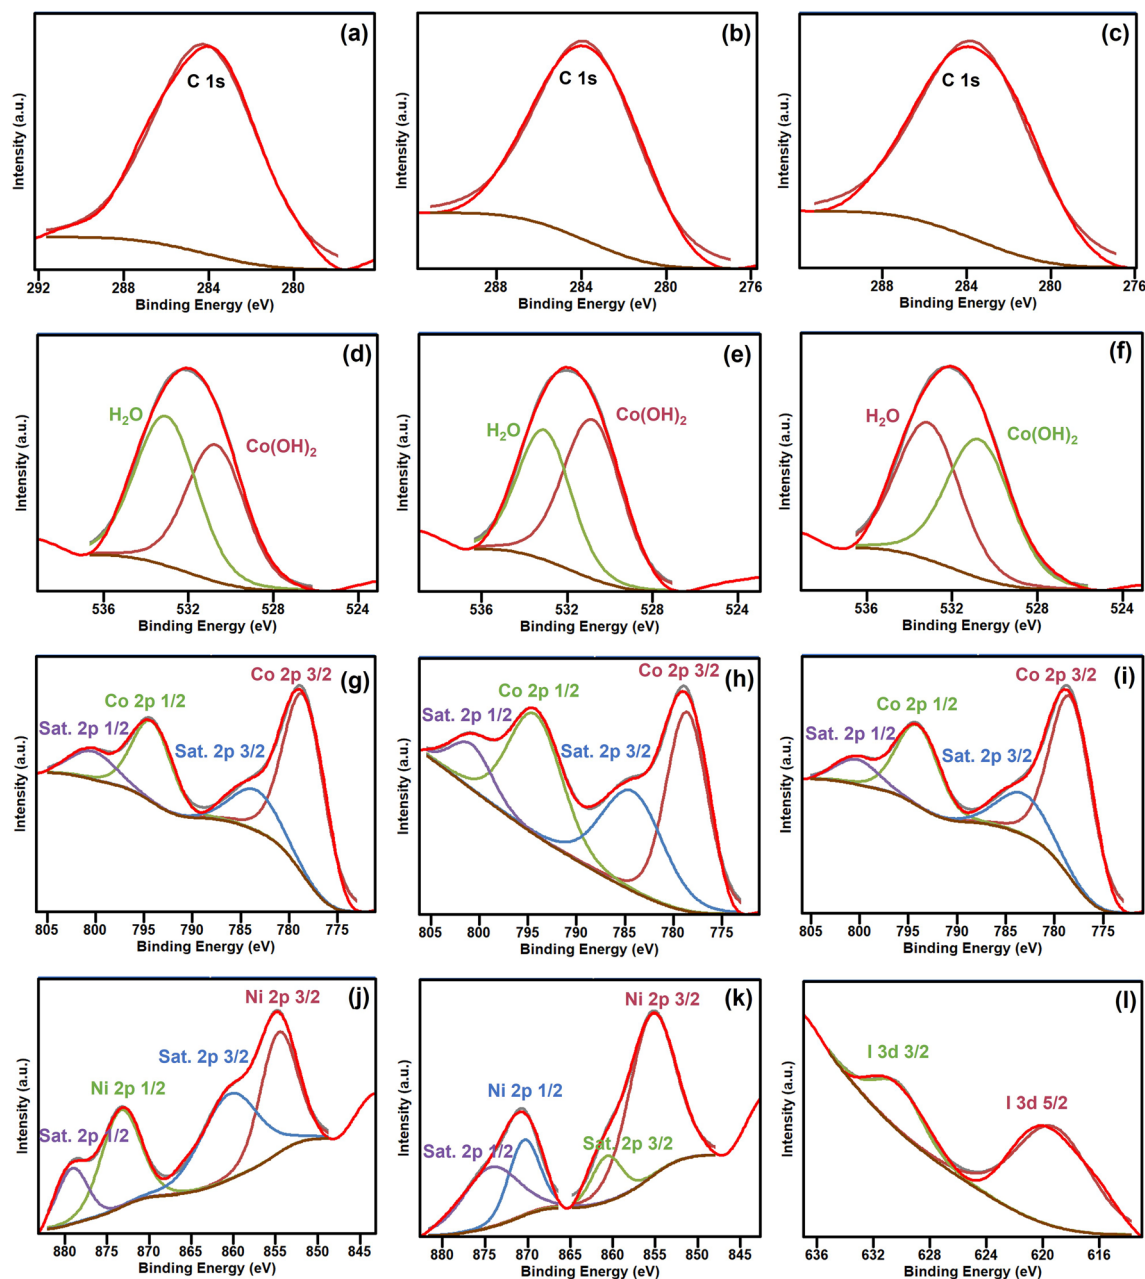 (a)
C 1s
Intensity (a.u.)
292 288 284 280
Binding Energy (eV)
(b)
C 1s
Intensity (a.u.)
288 284 280 276
Binding Energy (eV)
(c)
C 1s
Intensity (a.u.)
288 284 280 276
Binding Energy (eV)
(d)
H₂O
Co(OH)₂
Intensity (a.u.)
536 532 528 524
Binding Energy (eV)
(e)
H₂O
Co(OH)₂
Intensity (a.u.)
536 532 528 524
Binding Energy (eV)
(f)
H₂O
Co(OH)₂
Intensity (a.u.)
536 532 528 524
Binding Energy (eV)
(g)
Co 2p 3/2
Co 2p 1/2
Sat. 2p 1/2
Sat. 2p 3/2
Intensity (a.u.)
805 800 795 790 785 780 775
Binding Energy (eV)
(h)
Co 2p 3/2
Co 2p 1/2
Sat. 2p 1/2
Sat. 2p 3/2
Intensity (a.u.)
805 800 795 790 785 780 775
Binding Energy (eV)
(i)
Co 2p 3/2
Co 2p 1/2
Sat. 2p 1/2
Sat. 2p 3/2
Intensity (a.u.)
805 800 795 790 785 780 775
Binding Energy (eV)
(j)
Ni 2p 3/2
Sat. 2p 3/2
Ni 2p 1/2
Sat. 2p 1/2
Intensity (a.u.)
880 870 860 850
Binding Energy (eV)
(k)
Ni 2p 3/2
Ni 2p 1/2
Sat. 2p 1/2
Sat. 2p 3/2
Intensity (a.u.)
880 875 870 865 860 855 850 845
Binding Energy (eV)
(l)
I 3d 3/2
I 3d 5/2
Intensity (a.u.)
636 632 628 624 620 616
Binding Energy (eV)